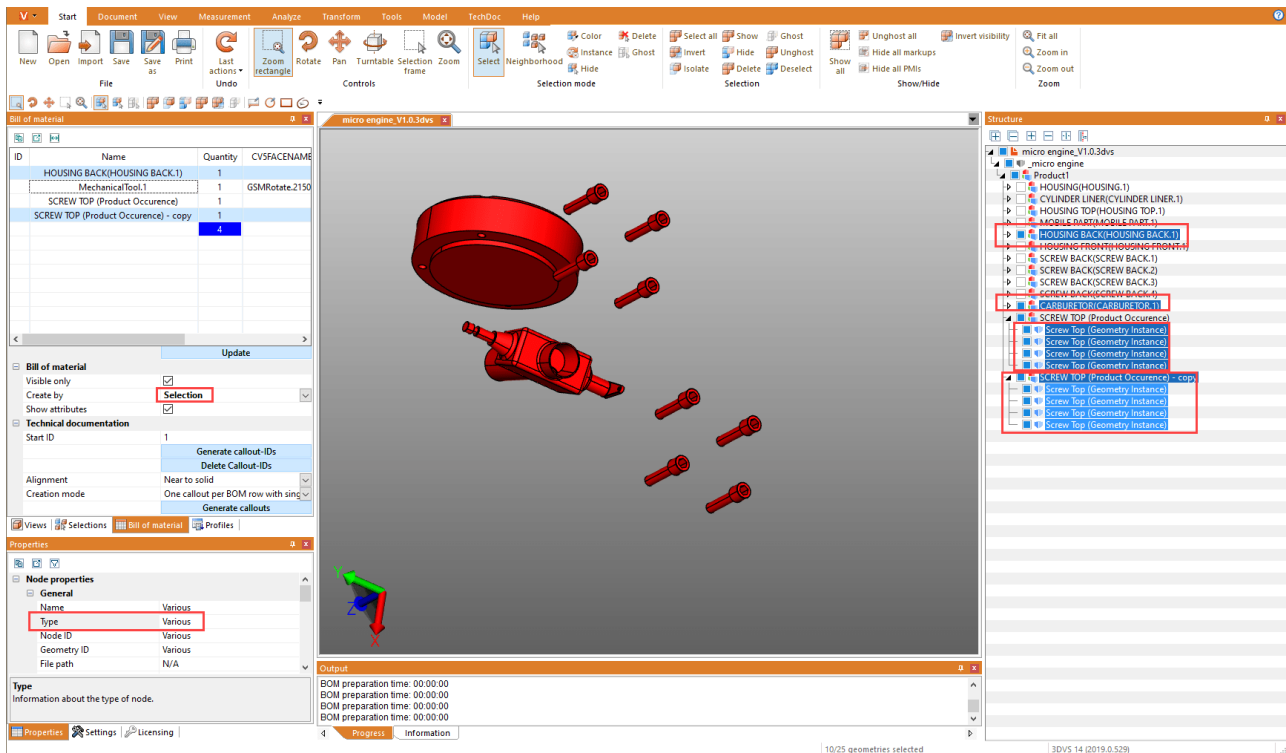 Start Document View Measurement Analyze Transform Tools Model TechDoc Help
New Open Import Save Save as Print
File
Last actions
Undo
Zoom rectangle Rotate Pan Turntable Selection frame Zoom
Controls
Select Neighborhood
Color Delete
Instance Ghost
Hide
Selection mode
Select all Show Ghost
Invert Hide Unghost
Isolate Delete Deselect
Selection
Show all
Unghost all Invert visibility
Hide all markups
Hide all PMIs
Show/Hide
Fit all
Zoom in
Zoom out
Zoom
Bill of material
ID Name Quantity CV5FACENAME
HOUSING BACK(HOUSING BACK.1) 1
MechanicalTool.1 1 GSMRotate.2150
SCREW TOP (Product Occurence) 1
SCREW TOP (Product Occurence) - copy 1
4
Update
Bill of material
Visible only
Create by Selection
Show attributes
Technical documentation
Start ID 1
Generate callout-IDs
Delete Callout-IDs
Alignment Near to solid
Creation mode One callout per BOM row with sing
Generate callouts
Views Selections Bill of material Profiles
Properties
Node properties
General
Name Various
Type Various
Node ID Various
Geometry ID Various
File path N/A
Type
Information about the type of node.
Properties Settings Licensing
micro engine_V1.0.3dvs
Y
Z
X
Output
BOM preparation time: 00:00:00
BOM preparation time: 00:00:00
BOM preparation time: 00:00:00
BOM preparation time: 00:00:00
Progress Information
Structure
micro engine_V1.0.3dvs
_micro engine
Product1
HOUSING(HOUSING.1)
CYLINDER LINER(CYLINDER LINER.1)
HOUSING TOP(HOUSING TOP.1)
MOBILE PART(MOBILE PART.1)
HOUSING BACK(HOUSING BACK.1)
HOUSING FRONT(HOUSING FRONT.1)
SCREW BACK(SCREW BACK.1)
SCREW BACK(SCREW BACK.2)
SCREW BACK(SCREW BACK.3)
SCREW BACK(SCREW BACK.4)
CARBURETOR(CARBURETOR.1)
SCREW TOP (Product Occurence)
Screw Top (Geometry Instance)
Screw Top (Geometry Instance)
Screw Top (Geometry Instance)
Screw Top (Geometry Instance)
SCREW TOP (Product Occurence) - copy
Screw Top (Geometry Instance)
Screw Top (Geometry Instance)
Screw Top (Geometry Instance)
Screw Top (Geometry Instance)
10/25 geometries selected 3DVS 14 (2019.0.529)